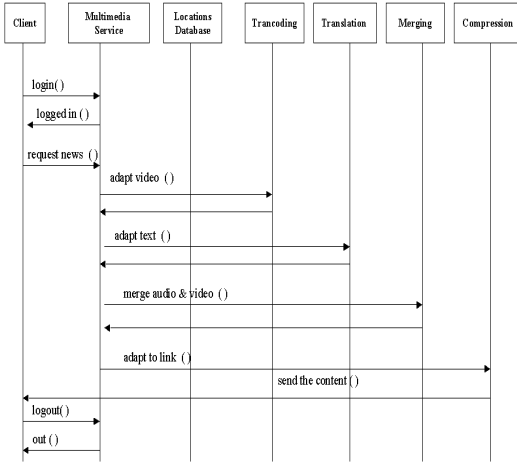 Client
Multimedia
Service
Locations
Database
Trancoding
Translation
Merging
Compression
login()
logged in ( )
request news ( )
adapt video ( )
adapt text ( )
merge audio & video ( )
adapt to link ( )
send the content ( )
logout( )
out ( )